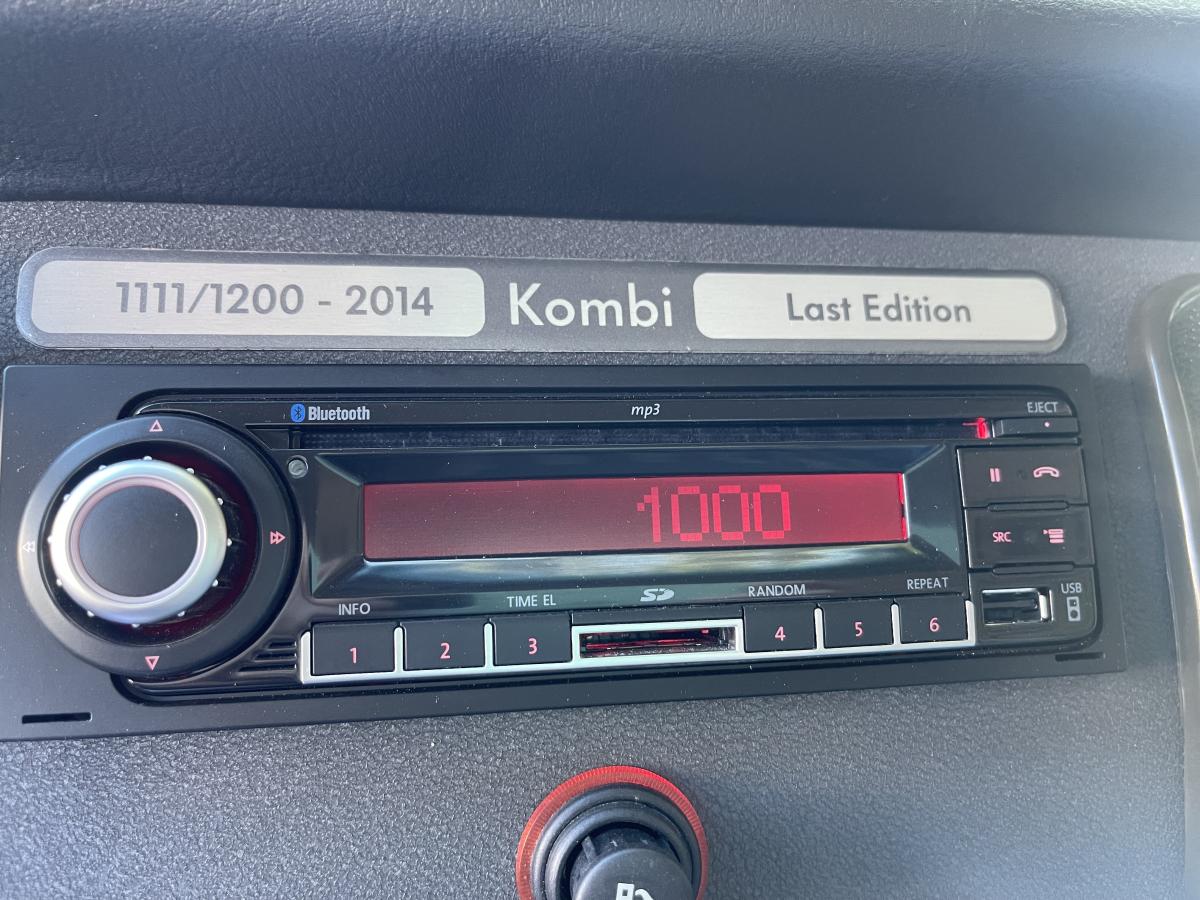 1111/1200 - 2014 Kombi Last Edition
Bluetooth mp3 EJECT
1000
SRC
INFO TIME EL SD RANDOM REPEAT USB
1 2 3 4 5 6